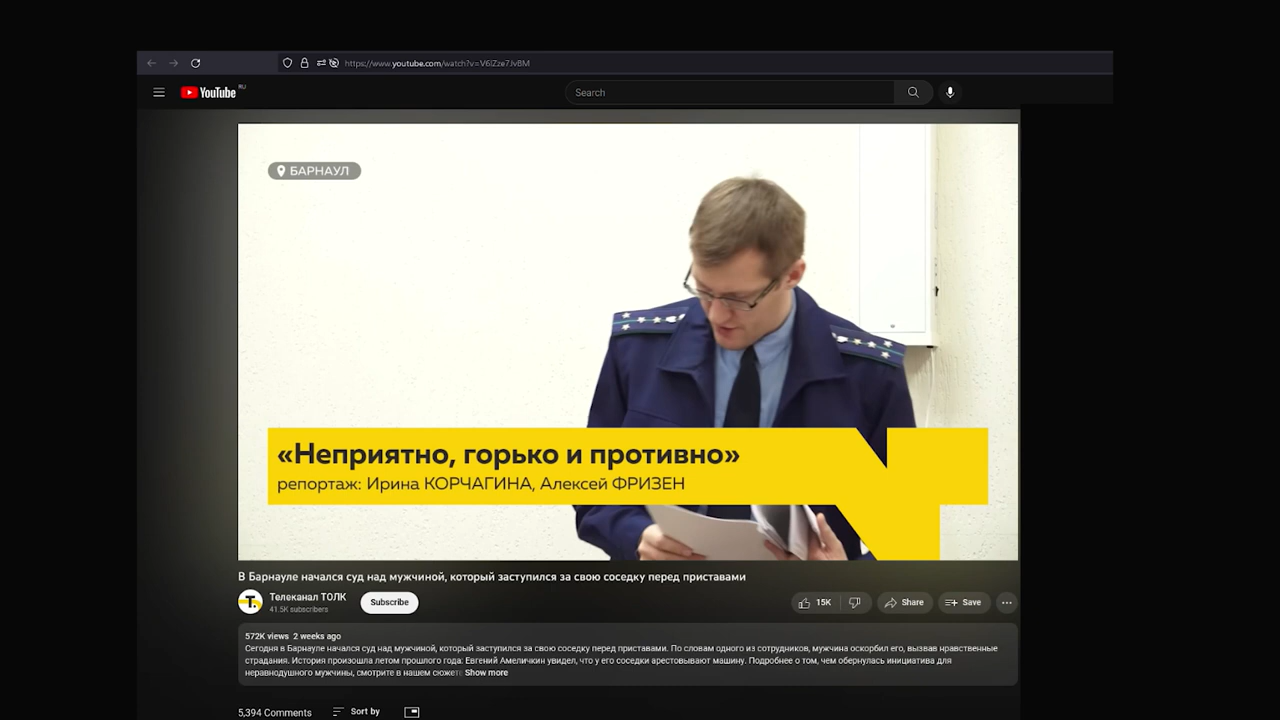 https://www.youtube.com/watch?v=V6lZze7Jv8M
YouTube RU
Search
БАРНАУЛ
«Неприятно, горько и противно»
репортаж: Ирина КОРЧАГИНА, Алексей ФРИЗЕН
В Барнауле начался суд над мужчиной, который заступился за свою соседку перед приставами
Т.
Телеканал ТОЛК
41.5K subscribers
Subscribe
15K
Share
Save
572K views 2 weeks ago
Сегодня в Барнауле начался суд над мужчиной, который заступился за свою соседку перед приставами. По словам одного из сотрудников, мужчина оскорбил его, вызвав нравственные
страдания. История произошла летом прошлого года: Евгений Амеличкин увидел, что у его соседки арестовывают машину. Подробнее о том, чем обернулась инициатива для
неравнодушного мужчины, смотрите в нашем сюжете Show more
5,394 Comments
Sort by